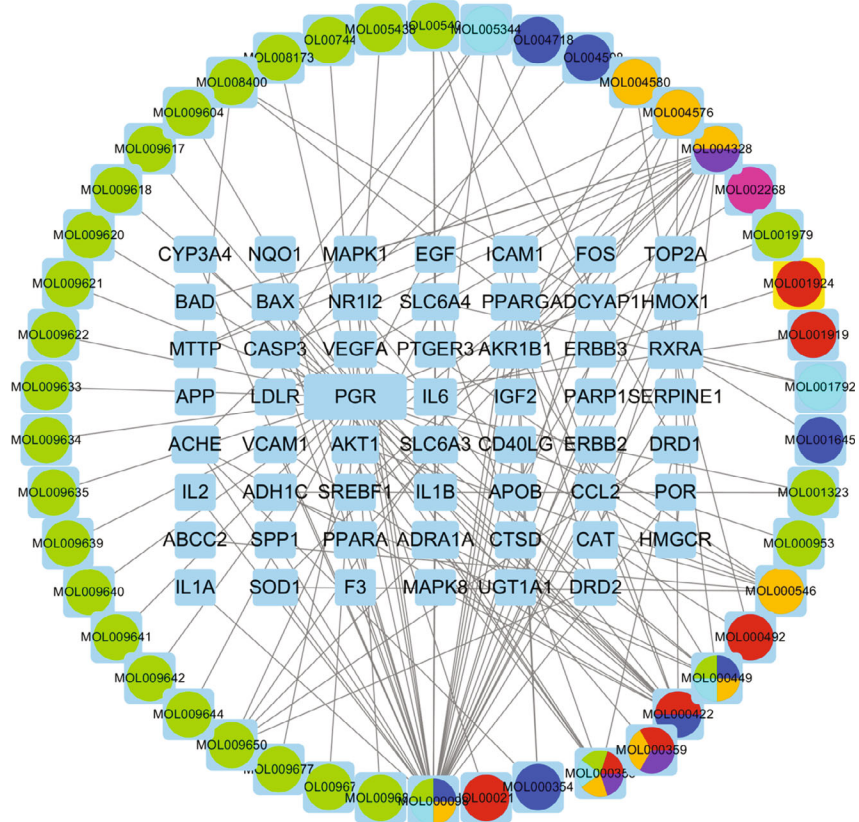 MOL005438
MOL005344
MOL008173
MOL004580
MOL008400
MOL004576
MOL009604
MOL004328
MOL009617
MOL002268
MOL009618
MOL001979
MOL009620
MOL001924
MOL009621
MOL001919
MOL009622
MOL001792
MOL009633
MOL001645
MOL009634
MOL001323
MOL009635
MOL000953
MOL009639
MOL000546
MOL009640
MOL000492
MOL009641
MOL000449
MOL009642
MOL000422
MOL009644
MOL000359
MOL009650
MOL009677
MOL000354
MOL000098
CYP3A4 NQO1 MAPK1 EGF ICAM1 FOS TOP2A
BAD BAX NR1I2 SLC6A4 PPARG ADCYAP1 HMOX1
MTTP CASP3 VEGFA PTGER3 AKR1B1 ERBB3 RXRA
APP LDLR PGR IL6 IGF2 PARP1 SERPINE1
ACHE VCAM1 AKT1 SLC6A3 CD40LG ERBB2 DRD1
IL2 ADH1C SREBF1 IL1B APOB CCL2 POR
ABCC2 SPP1 PPARA ADRA1A CTSD CAT HMGCR
IL1A SOD1 F3 MAPK8 UGT1A1 DRD2